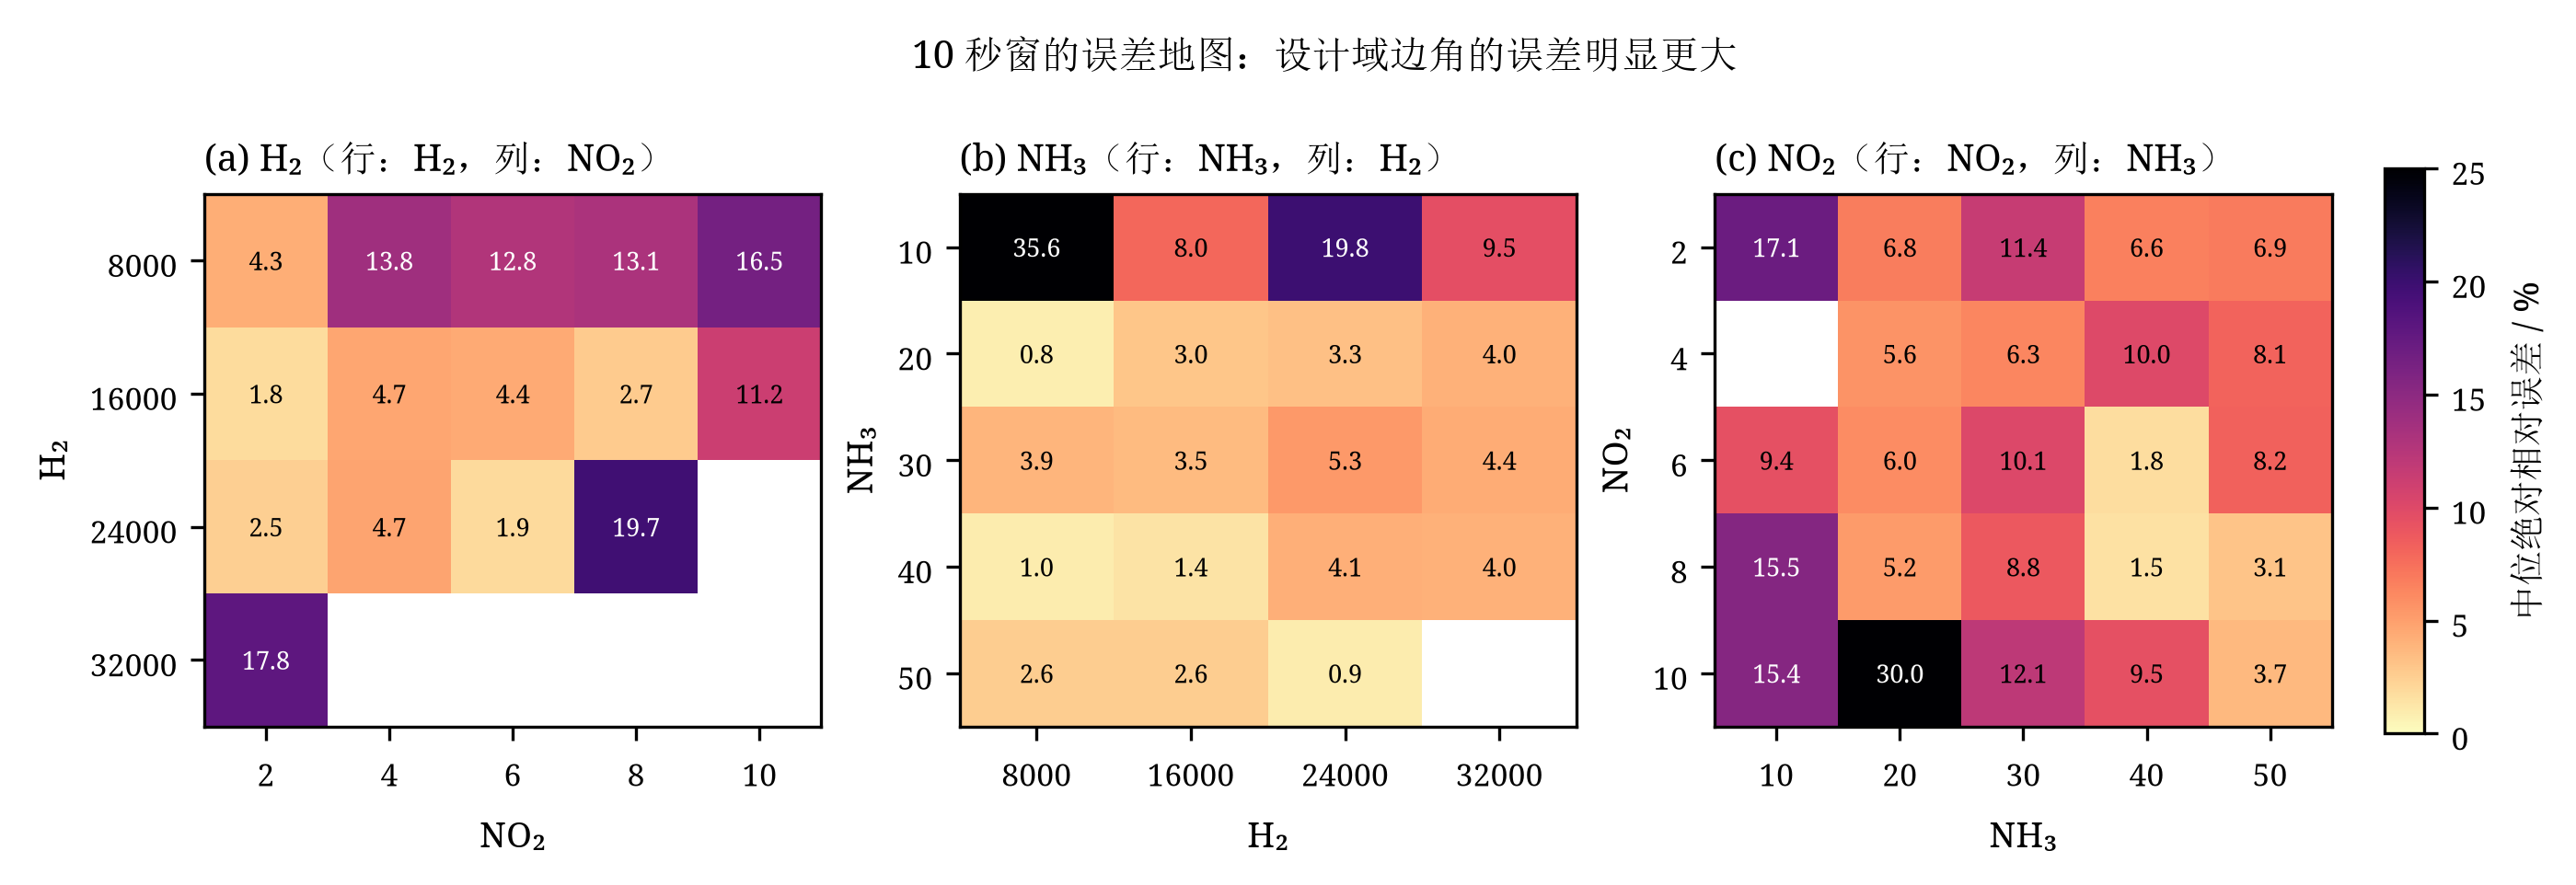 10 秒窗的误差地图：设计域边角的误差明显更大
(a) H₂（行：H₂，列：NO₂）
H₂
8000 4.3 13.8 12.8 13.1 16.5
16000 1.8 4.7 4.4 2.7 11.2
24000 2.5 4.7 1.9 19.7
32000 17.8
2 4 6 8 10
NO₂
(b) NH₃（行：NH₃，列：H₂）
NH₃
10 35.6 8.0 19.8 9.5
20 0.8 3.0 3.3 4.0
30 3.9 3.5 5.3 4.4
40 1.0 1.4 4.1 4.0
50 2.6 2.6 0.9
8000 16000 24000 32000
H₂
(c) NO₂（行：NO₂，列：NH₃）
NO₂
2 17.1 6.8 11.4 6.6 6.9
4 5.6 6.3 10.0 8.1
6 9.4 6.0 10.1 1.8 8.2
8 15.5 5.2 8.8 1.5 3.1
10 15.4 30.0 12.1 9.5 3.7
10 20 30 40 50
NH₃
25
20
15
10
5
0
中位绝对相对误差 / %